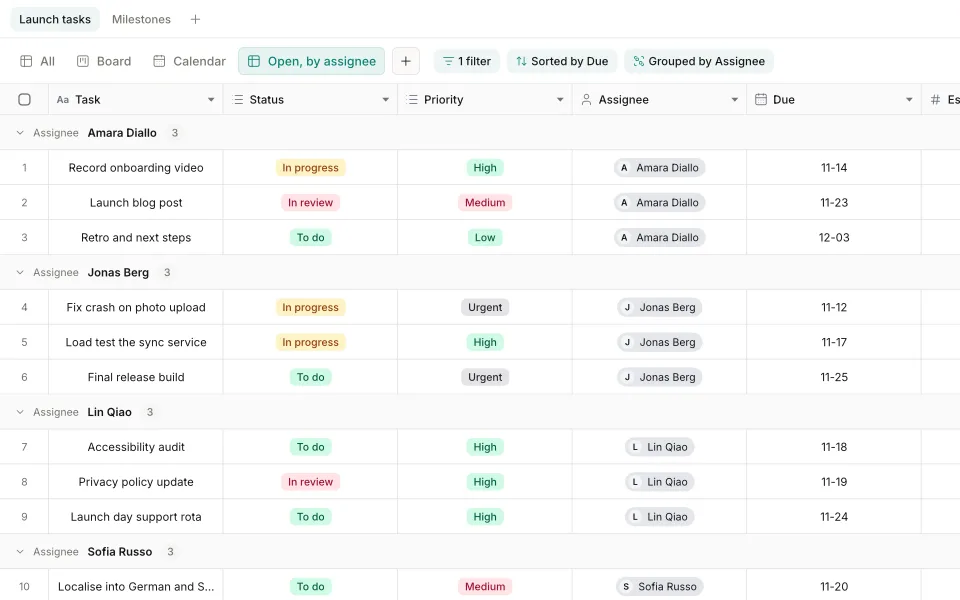 Launch tasks Milestones +
All Board Calendar Open, by assignee + 1 filter Sorted by Due Grouped by Assignee
Aa Task Status Priority Assignee Due # Es
Assignee Amara Diallo 3
1 Record onboarding video In progress High A Amara Diallo 11-14
2 Launch blog post In review Medium A Amara Diallo 11-23
3 Retro and next steps To do Low A Amara Diallo 12-03
Assignee Jonas Berg 3
4 Fix crash on photo upload In progress Urgent J Jonas Berg 11-12
5 Load test the sync service In progress High J Jonas Berg 11-17
6 Final release build To do Urgent J Jonas Berg 11-25
Assignee Lin Qiao 3
7 Accessibility audit To do High L Lin Qiao 11-18
8 Privacy policy update In review High L Lin Qiao 11-19
9 Launch day support rota To do High L Lin Qiao 11-24
Assignee Sofia Russo 3
10 Localise into German and S... To do Medium S Sofia Russo 11-20